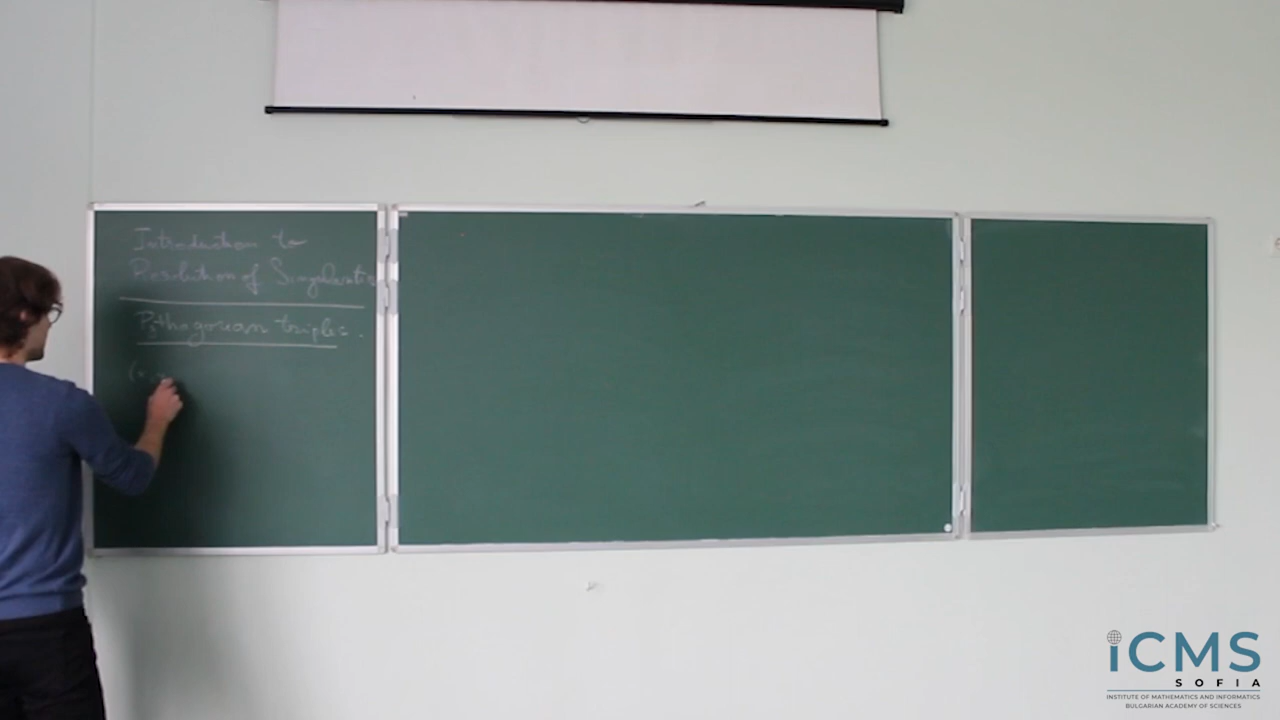 Introduction to
Resolution of Singularities
Pythagorean triples.
(x
iCMS
SOFIA
INSTITUTE OF MATHEMATICS AND INFORMATICS
BULGARIAN ACADEMY OF SCIENCES